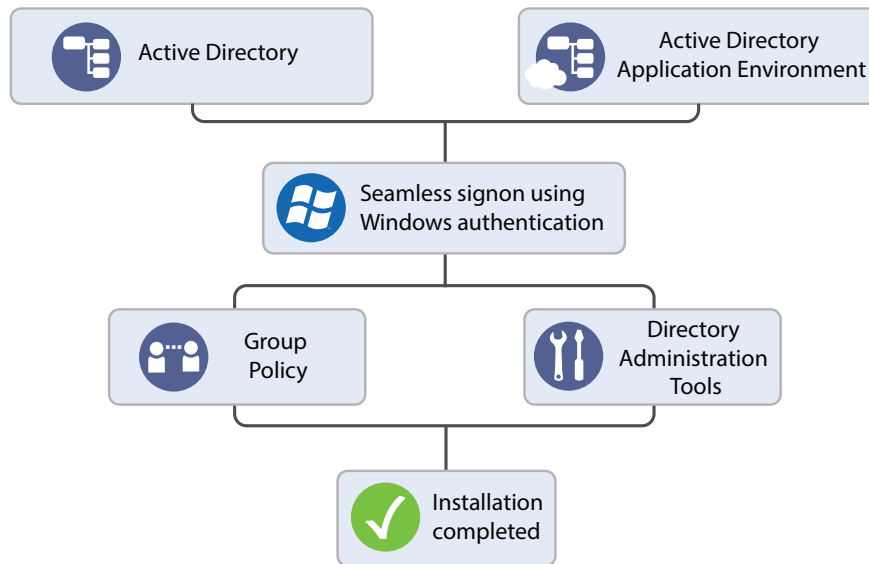 Active Directory
Active Directory
Application Environment
Seamless signon using
Windows authentication
Group
Policy
Directory
Administration
Tools
Installation
completed